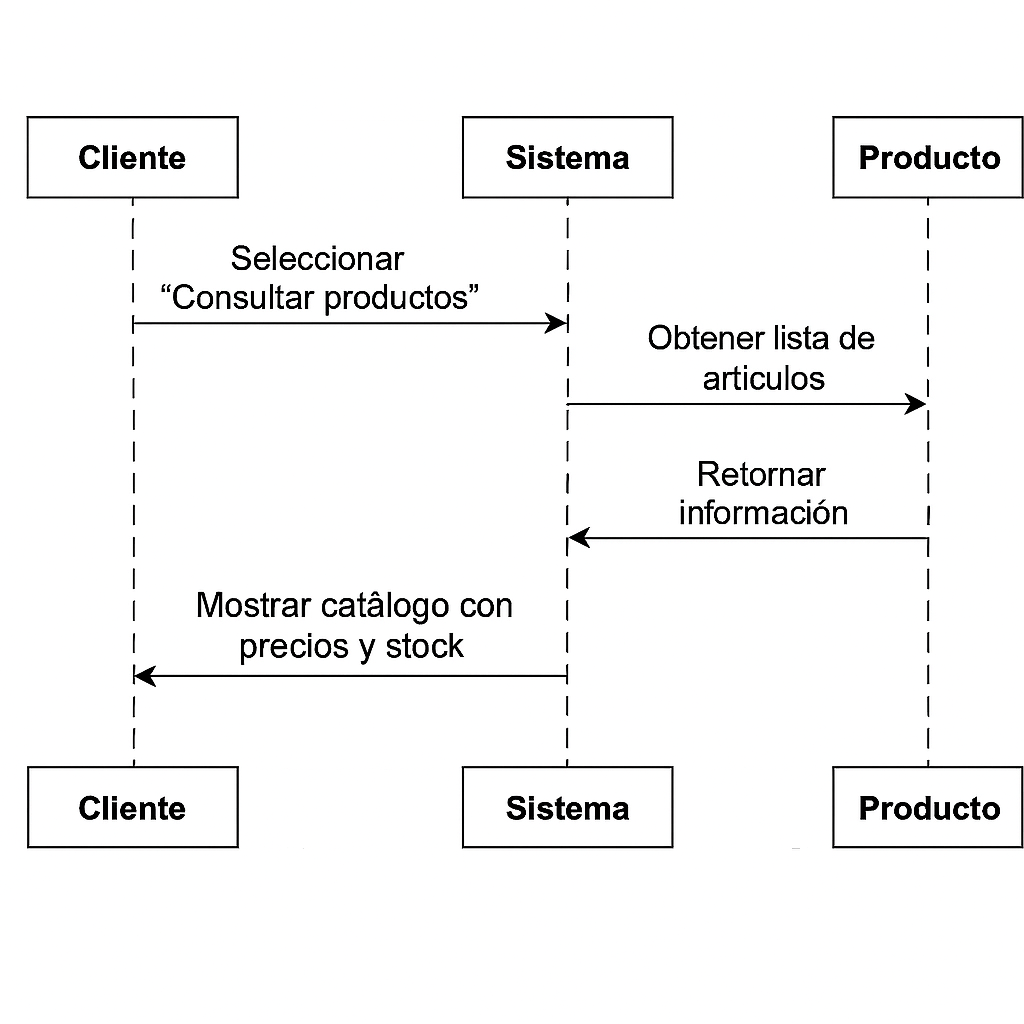 Cliente
Sistema
Producto
Seleccionar
“Consultar productos”
Obtener lista de
articulos
Retornar
información
Mostrar catâlogo con
precios y stock
Cliente
Sistema
Producto